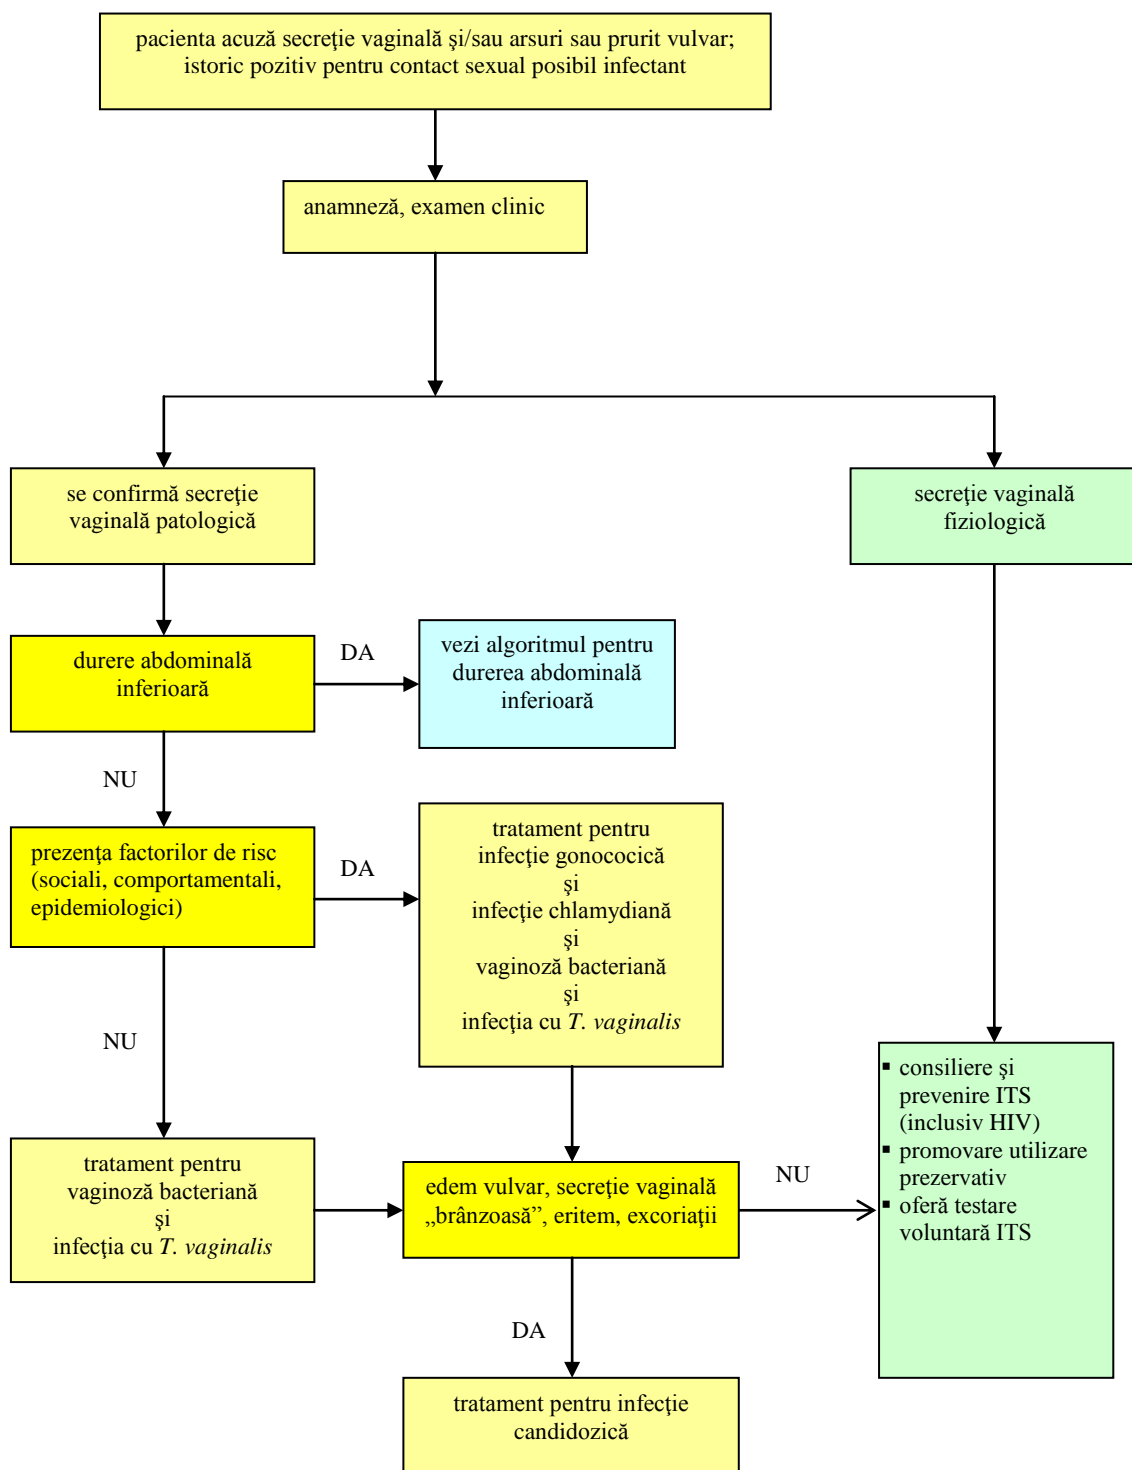 pacienta acuză secreţie vaginală şi/sau arsuri sau prurit vulvar;
istoric pozitiv pentru contact sexual posibil infectant
anamneză, examen clinic
se confirmă secreţie
vaginală patologică
secreţie vaginală
fiziologică
durere abdominală
inferioară
DA
vezi algoritmul pentru
durerea abdominală
inferioară
NU
prezenţa factorilor de risc
(sociali, comportamentali,
epidemiologici)
DA
tratament pentru
infecţie gonococică
şi
infecţie chlamydiană
şi
vaginoză bacteriană
şi
infecţia cu T. vaginalis
NU
tratament pentru
vaginoză bacteriană
şi
infecţia cu T. vaginalis
edem vulvar, secreţie vaginală
„brânzoasă”, eritem, excoriaţii
NU
▪ consiliere şi
prevenire ITS
(inclusiv HIV)
▪ promovare utilizare
prezervativ
▪ oferă testare
voluntară ITS
DA
tratament pentru infecţie
candidozică